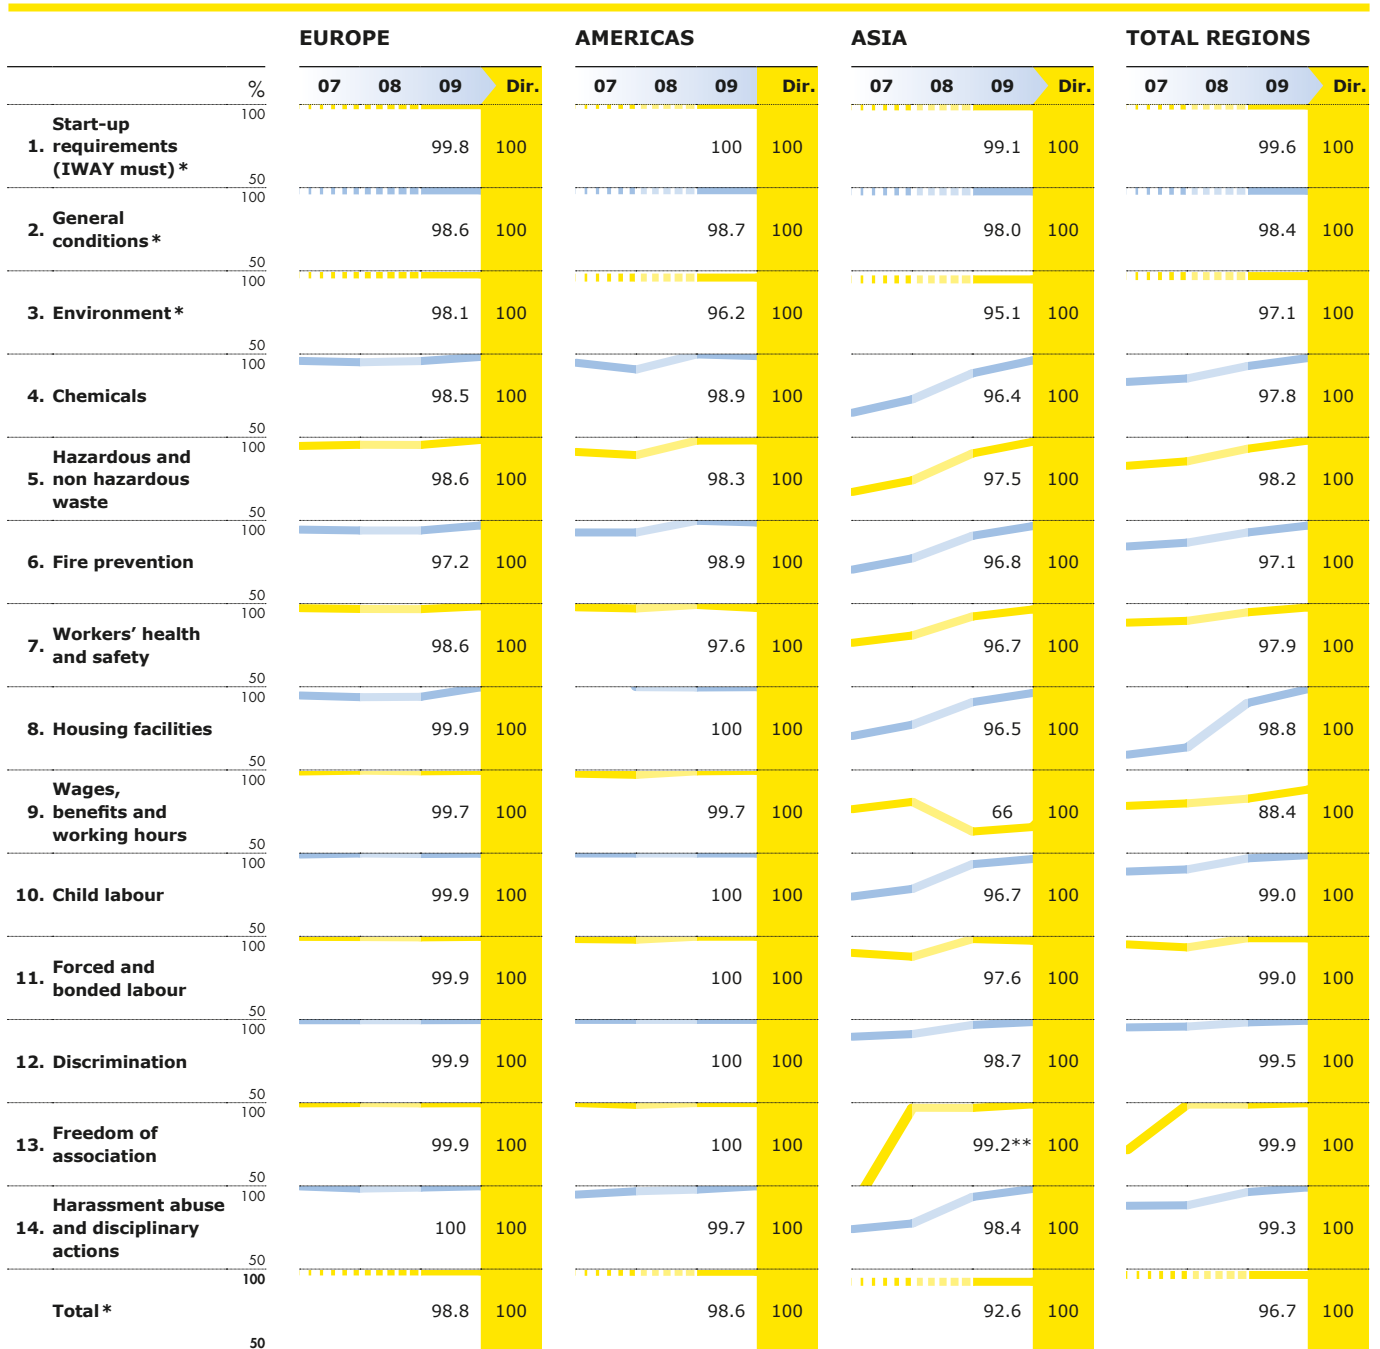 EUROPE AMERICAS ASIA TOTAL REGIONS
% 07 08 09 Dir. 07 08 09 Dir. 07 08 09 Dir. 07 08 09 Dir.
100
Start-up
1. requirements 99.8 100 100 100 99.1 100 99.6 100
(IWAY must) *
50
100
General
2. 98.6 100 98.7 100 98.0 100 98.4 100
conditions *
50
100
3. Environment * 98.1 100 96.2 100 95.1 100 97.1 100
50
100
4. Chemicals 98.5 100 98.9 100 96.4 100 97.8 100
50
100
Hazardous and
5. non hazardous 98.6 100 98.3 100 97.5 100 98.2 100
waste
50
100
6. Fire prevention 97.2 100 98.9 100 96.8 100 97.1 100
50
100
Workers’ health
7. 98.6 100 97.6 100 96.7 100 97.9 100
and safety
50
100
8. Housing facilities 99.9 100 100 100 96.5 100 98.8 100
50
100
Wages,
9. benefits and 99.7 100 99.7 100 66 100 88.4 100
working hours
50
100
10. Child labour 99.9 100 100 100 96.7 100 99.0 100
50
100
Forced and
11. 99.9 100 100 100 97.6 100 99.0 100
bonded labour
50
100
12. Discrimination 99.9 100 100 100 98.7 100 99.5 100
50
100
Freedom of
13. 99.9 100 100 100 99.2** 100 99.9 100
association
50
100
Harassment abuse
14. and disciplinary 100 100 99.7 100 98.4 100 99.3 100
actions
50
100
Total * 98.8 100 98.6 100 92.6 100 96.7 100
50